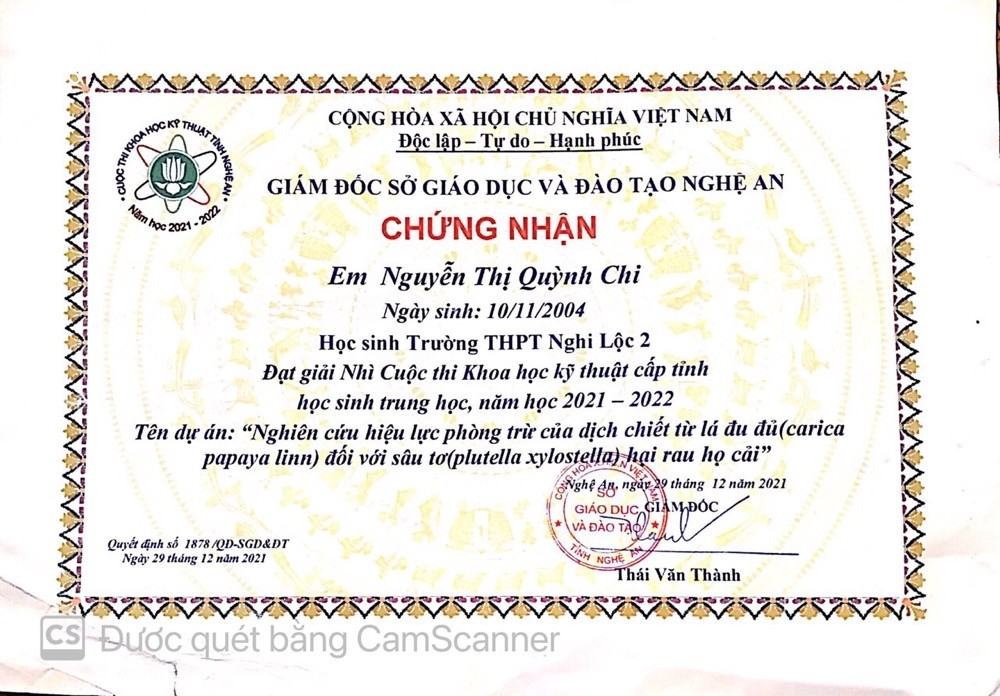 CỘNG HÒA XÃ HỘI CHỦ NGHĨA VIỆT NAM
Độc lập – Tự do – Hạnh phúc
CUỘC THI KHOA HỌC KỸ THUẬT TỈNH NGHỆ AN
Năm học 2021 - 2022
GIÁM ĐỐC SỞ GIÁO DỤC VÀ ĐÀO TẠO NGHỆ AN
CHỨNG NHẬN
Em Nguyễn Thị Quỳnh Chi
Ngày sinh: 10/11/2004
Học sinh Trường THPT Nghi Lộc 2
Đạt giải Nhì Cuộc thi Khoa học kỹ thuật cấp tỉnh
học sinh trung học, năm học 2021 – 2022
Tên dự án: “Nghiên cứu hiệu lực phòng trừ của dịch chiết từ lá đu đủ(carica
papaya linn) đối với sâu tơ(plutella xylostella) hại rau họ cải”
Nghệ An, ngày 29 tháng 12 năm 2021
GIÁM ĐỐC
CỘNG HÒA X.H.C.N VIỆT NAM
SỞ
GIÁO DỤC
VÀ ĐÀO TẠO
TỈNH NGHỆ AN
Thái Văn Thành
Quyết định số 1878 /QĐ-SGD&ĐT
Ngày 29 tháng 12 năm 2021
CS Được quét bằng CamScanner